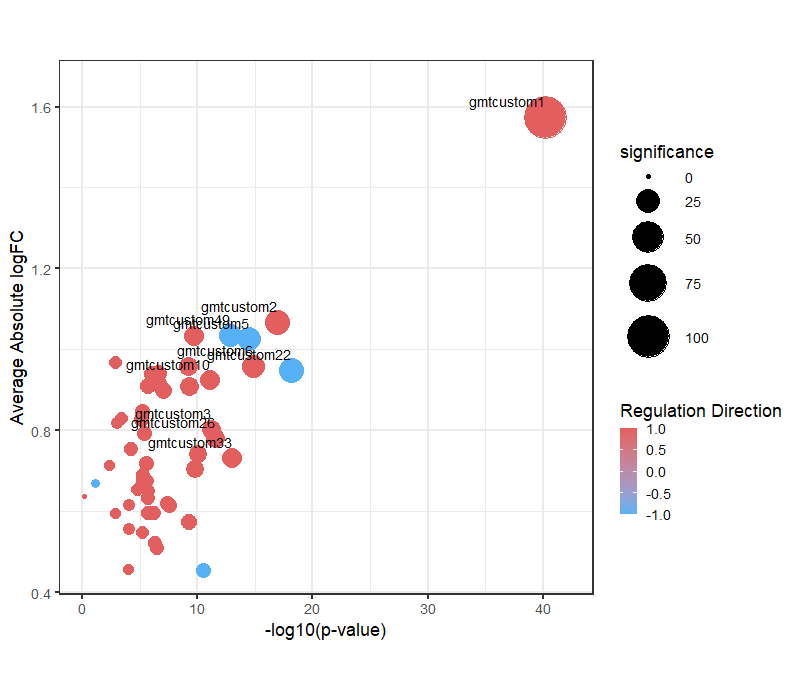 gmtcustom1
gmtcustom2
gmtcustom49
gmtcustom5
gmtcustom6
gmtcustom22
gmtcustom10
gmtcustom3
gmtcustom26
gmtcustom33
1.6
1.2
0.8
0.4
0
10
20
30
40
-log10(p-value)
Average Absolute logFC
significance
0
25
50
75
100
Regulation Direction
1.0
0.5
0.0
-0.5
-1.0